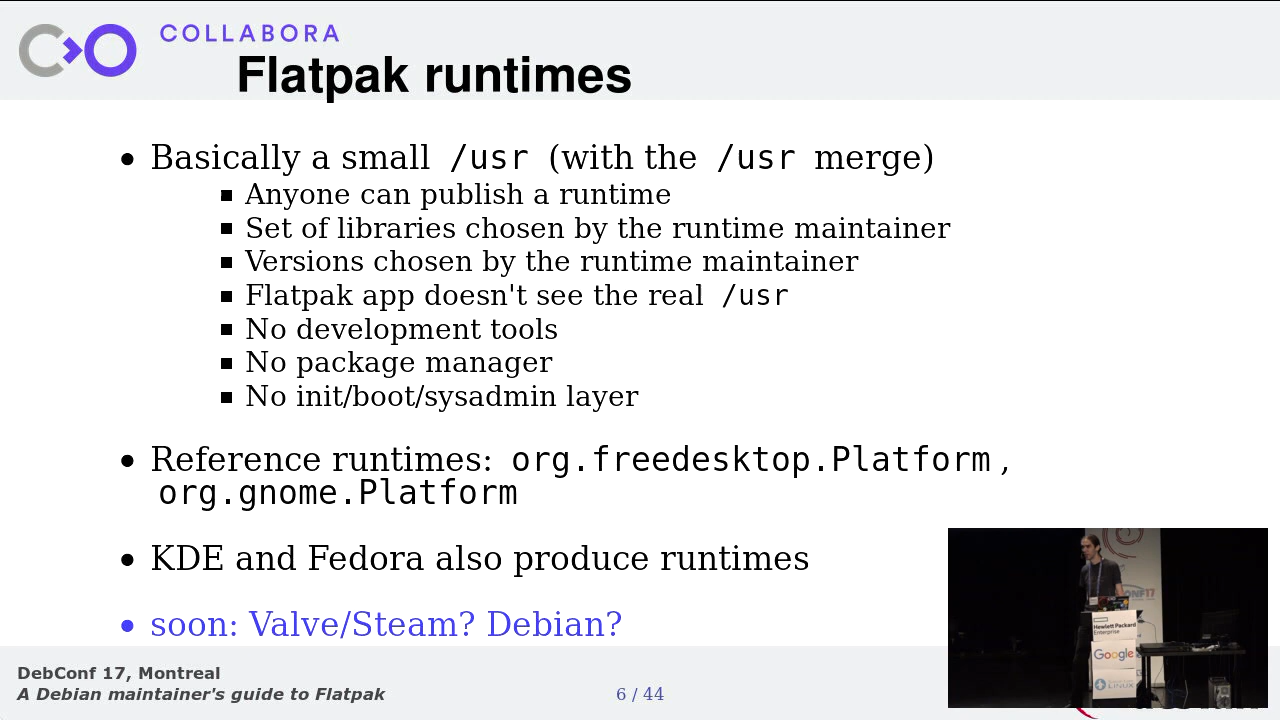 COLLABORA
Flatpak runtimes
• Basically a small /usr (with the /usr merge)
▪ Anyone can publish a runtime
▪ Set of libraries chosen by the runtime maintainer
▪ Versions chosen by the runtime maintainer
▪ Flatpak app doesn't see the real /usr
▪ No development tools
▪ No package manager
▪ No init/boot/sysadmin layer
• Reference runtimes: org.freedesktop.Platform ,
org.gnome.Platform
• KDE and Fedora also produce runtimes
• soon: Valve/Steam? Debian?
DebConf 17, Montreal
A Debian maintainer's guide to Flatpak
6 / 44
Hewlett Packard
Enterprise
Google